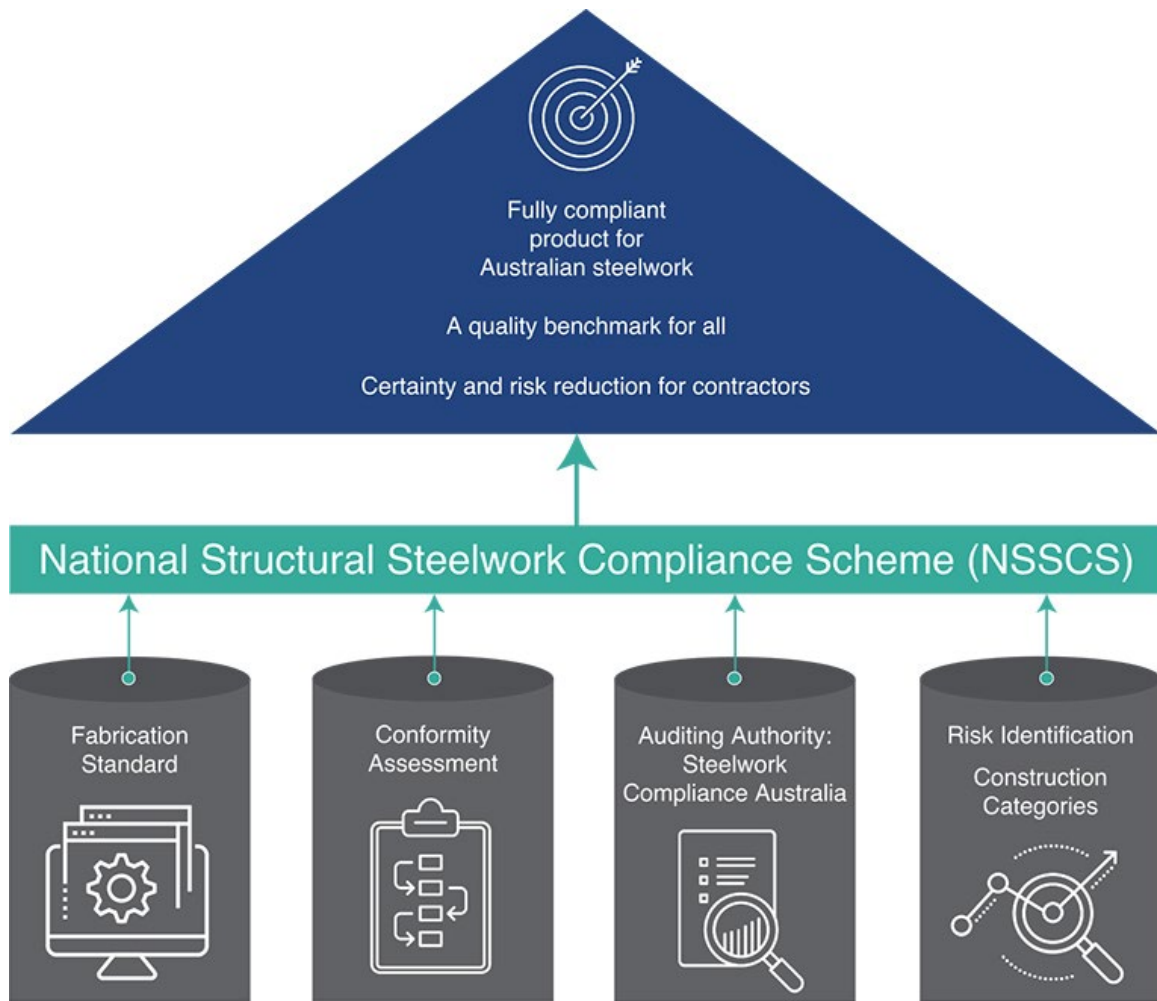 Fully compliant
product for
Australian steelwork
A quality benchmark for all
Certainty and risk reduction for contractors
National Structural Steelwork Compliance Scheme (NSSCS)
Fabrication
Standard
Conformity
Assessment
Auditing Authority:
Steelwork
Compliance Australia
Risk Identification
Construction
Categories